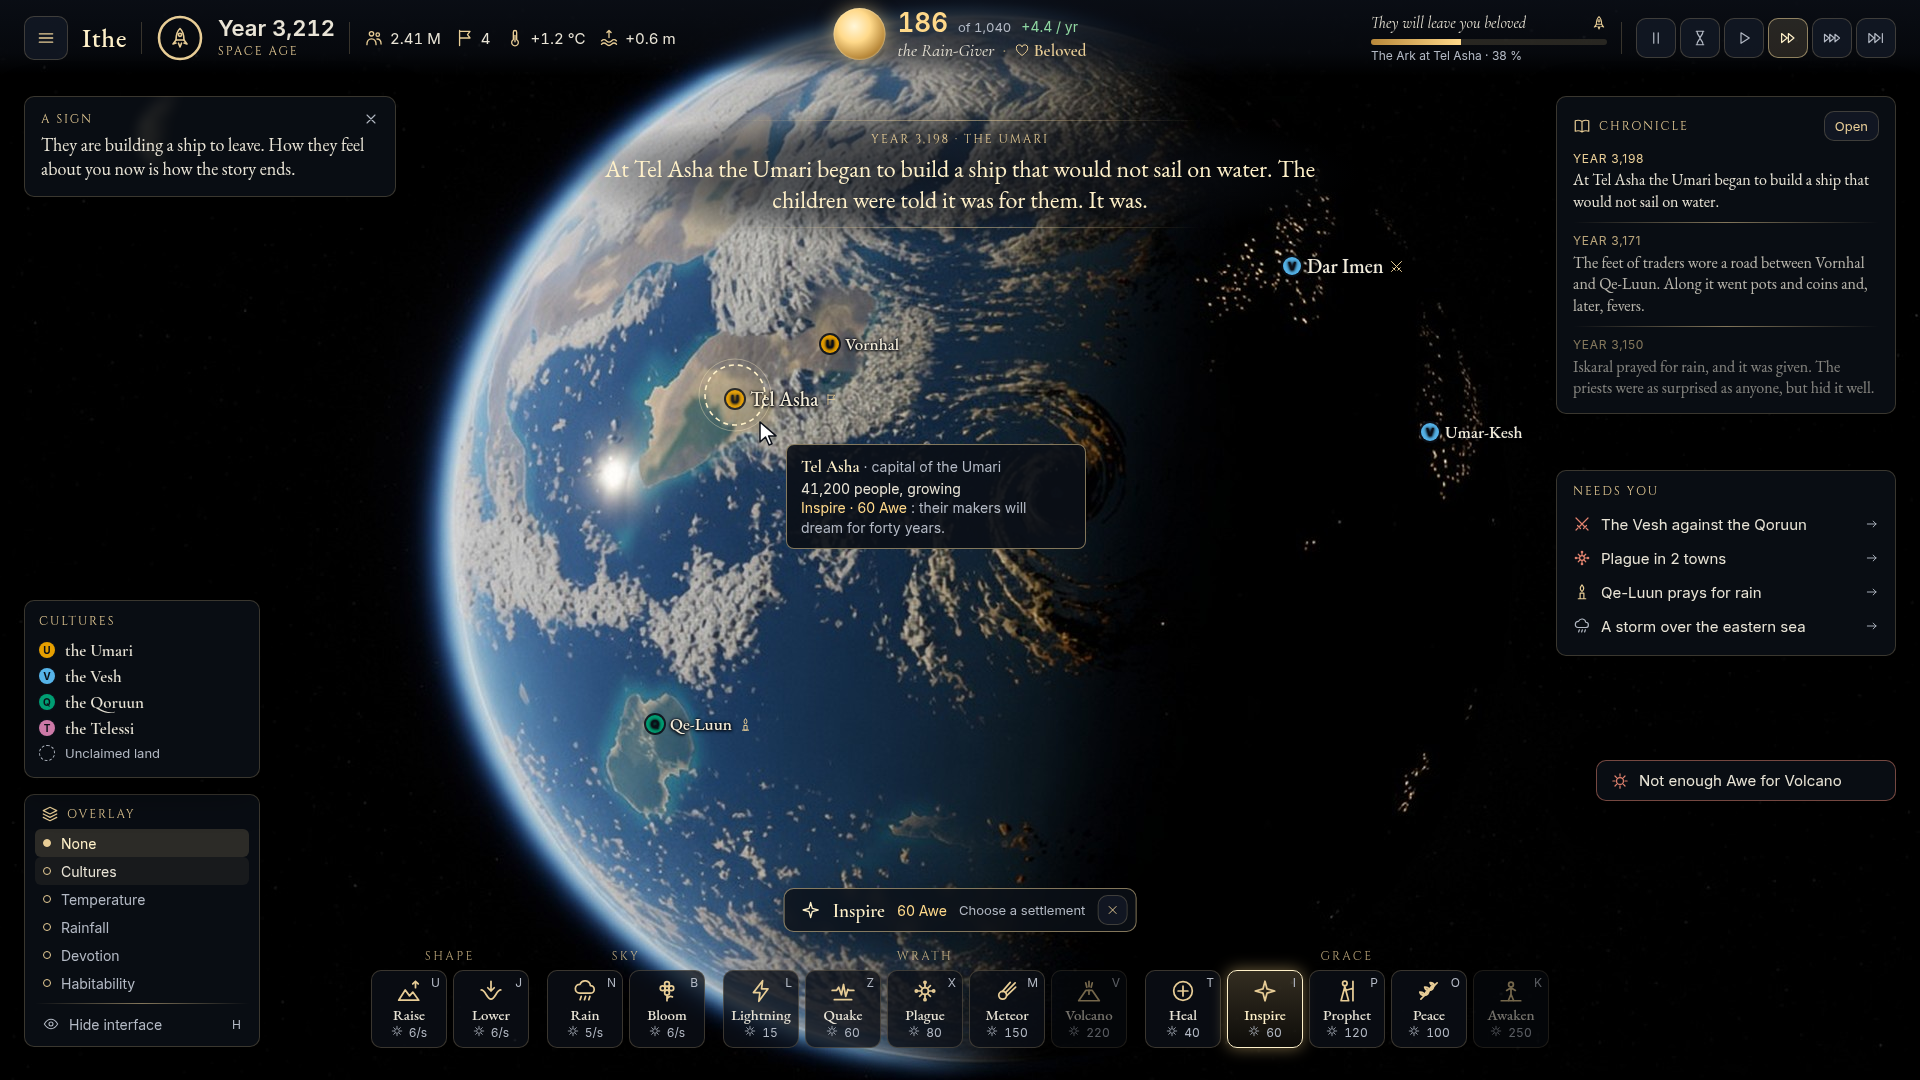 Ithe
Year 3,212
SPACE AGE
2.41 M
4
+1.2 °C
+0.6 m
186 of 1,040 +4.4 / yr
the Rain-Giver · Beloved
They will leave you beloved
The Ark at Tel Asha · 38 %
A SIGN
They are building a ship to leave. How they feel
about you now is how the story ends.
YEAR 3,198 · THE UMARI
At Tel Asha the Umari began to build a ship that would not sail on water. The
children were told it was for them. It was.
CHRONICLE
Open
YEAR 3,198
At Tel Asha the Umari began to build a ship that
would not sail on water.
YEAR 3,171
The feet of traders wore a road between Vornhal
and Qe-Luun. Along it went pots and coins and,
later, fevers.
YEAR 3,150
Iskaral prayed for rain, and it was given. The
priests were as surprised as anyone, but hid it well.
V Dar Imen
U Vornhal
U Tel Asha
V Umar-Kesh
Tel Asha · capital of the Umari
41,200 people, growing
Inspire · 60 Awe : their makers will
dream for forty years.
Q Qe-Luun
NEEDS YOU
The Vesh against the Qoruun
Plague in 2 towns
Qe-Luun prays for rain
A storm over the eastern sea
Not enough Awe for Volcano
CULTURES
U the Umari
V the Vesh
Q the Qoruun
T the Telessi
Unclaimed land
OVERLAY
None
Cultures
Temperature
Rainfall
Devotion
Habitability
Hide interface H
Inspire 60 Awe Choose a settlement
SHAPE
U
Raise
6/s
J
Lower
6/s
SKY
N
Rain
5/s
B
Bloom
6/s
WRATH
L
Lightning
15
Z
Quake
60
X
Plague
80
M
Meteor
150
V
Volcano
220
GRACE
T
Heal
40
I
Inspire
60
P
Prophet
120
O
Peace
100
K
Awaken
250